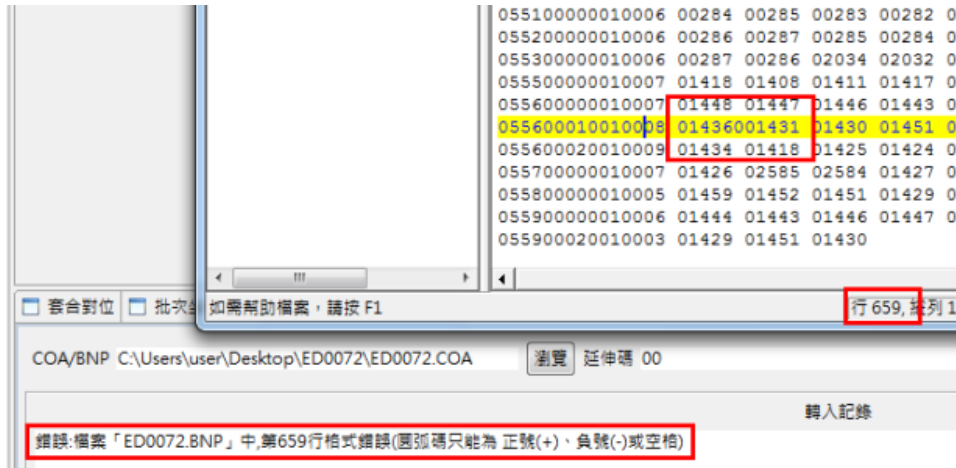 055100000010006 00284 00285 00283 00282 0
055200000010006 00286 00287 00285 00284 0
055300000010006 00287 00286 02034 02032 0
055500000010007 01418 01408 01411 01417 0
055600000010007 01448 01447 01446 01443 0
055600010010008 01436001431 01430 01451 0
055600020010009 01434 01418 01425 01424 0
055700000010007 01426 02585 02584 01427 0
055800000010005 01459 01452 01451 01429 0
055900000010006 01444 01443 01446 01447 0
055900020010003 01429 01451 01430
套合對位 批次
如需幫助檔案，請按 F1
行 659, 縱列 1
COA/BNP C:\Users\user\Desktop\ED0072\ED0072.COA 瀏覽 延伸碼 00
轉入記錄
錯誤:檔案「ED0072.BNP」中,第659行格式錯誤(圓弧碼只能為 正號(+)、負號(-)或空格)